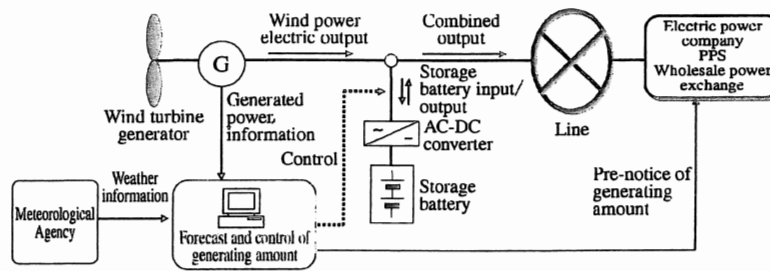 Wind power
electric output
Combined
output
Electric power
company
PPS
Wholesale power
exchange
G
Wind turbine
generator
Generated
power
information
Storage
battery input/
output
AC-DC
converter
Line
Control
Storage
battery
Pre-notice of
generating
amount
Weather
information
Meteorological
Agency
Forecast and control of
generating amount